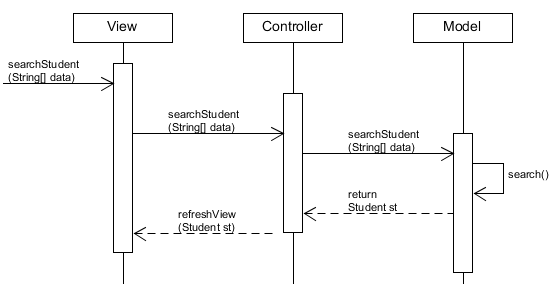 View
Controller
Model
searchStudent
(String[] data)
searchStudent
(String[] data)
searchStudent
(String[] data)
search()
return
Student st
refreshView
(Student st)